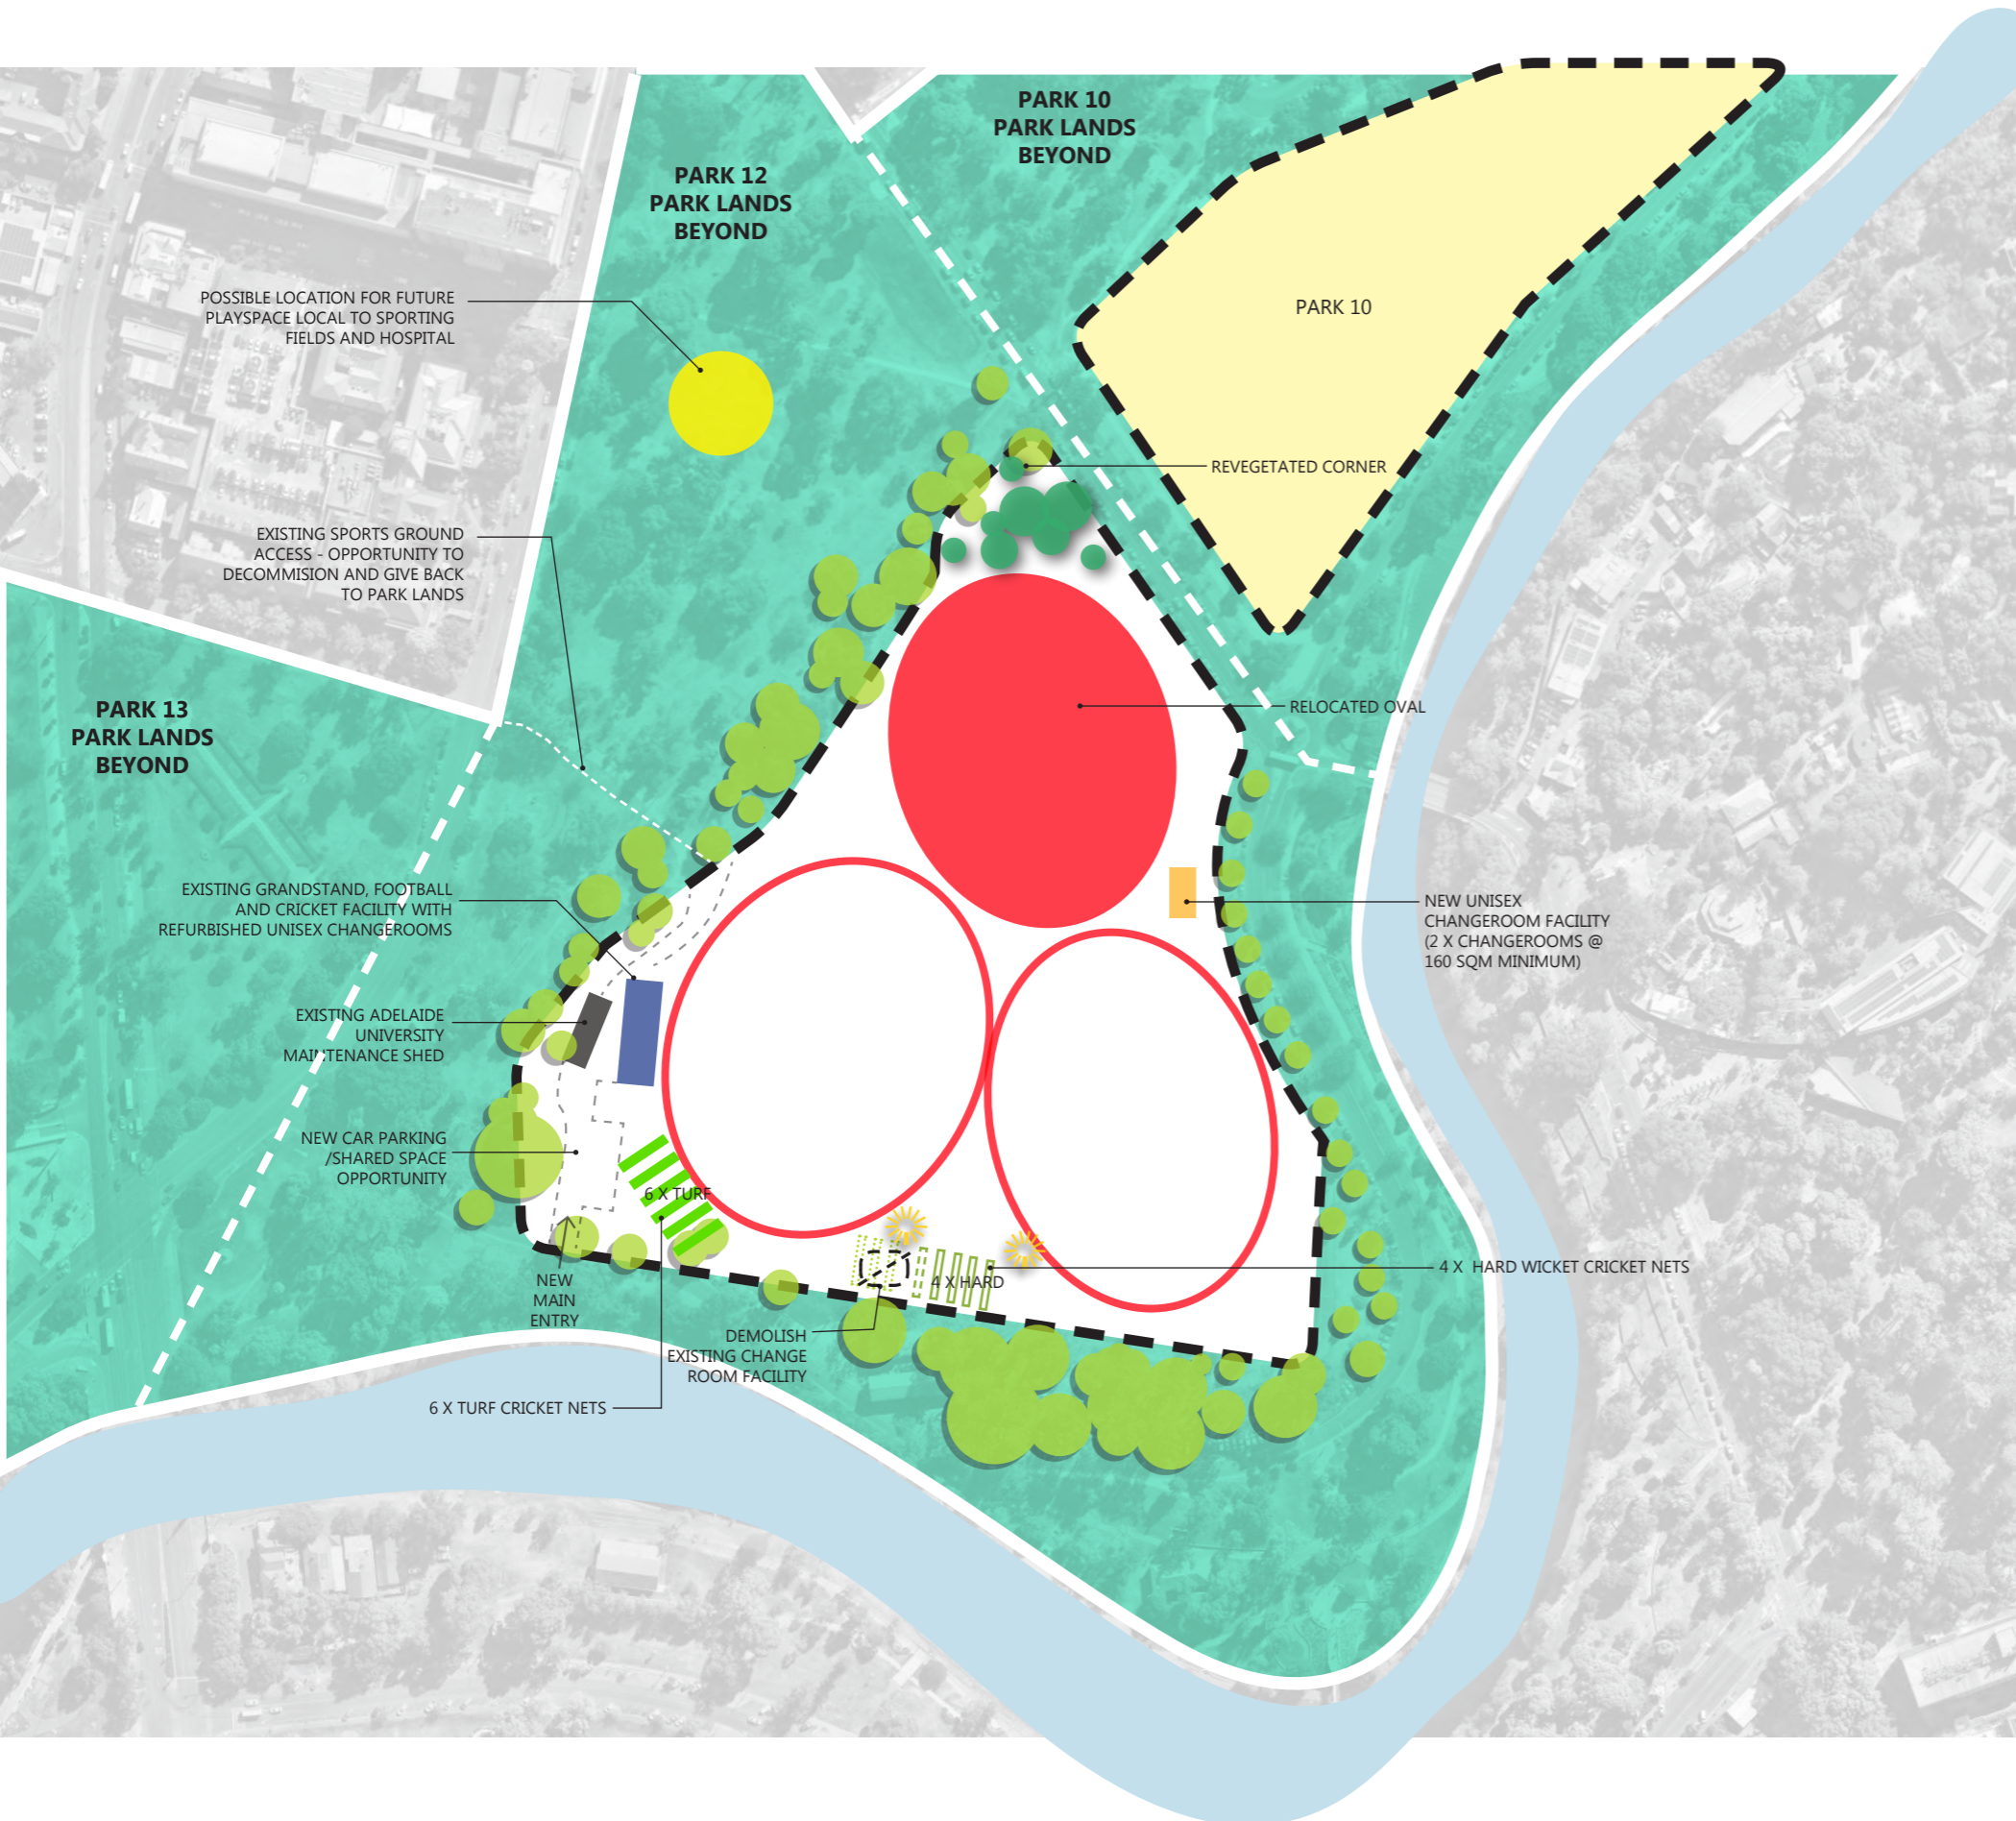 PARK 10
PARK LANDS
BEYOND
PARK 12
PARK LANDS
BEYOND
POSSIBLE LOCATION FOR FUTURE
PLAYSPACE LOCAL TO SPORTING
FIELDS AND HOSPITAL
PARK 10
REVEGETATED CORNER
EXISTING SPORTS GROUND
ACCESS - OPPORTUNITY TO
DECOMMISION AND GIVE BACK
TO PARK LANDS
PARK 13
PARK LANDS
BEYOND
RELOCATED OVAL
EXISTING GRANDSTAND, FOOTBALL
AND CRICKET FACILITY WITH
REFURBISHED UNISEX CHANGEROOMS
NEW UNISEX
CHANGEROOM FACILITY
(2 X CHANGEROOMS @
160 SQM MINIMUM)
EXISTING ADELAIDE
UNIVERSITY
MAINTENANCE SHED
NEW CAR PARKING
/SHARED SPACE
OPPORTUNITY
6 X TURF
4 X HARD
4 X HARD WICKET CRICKET NETS
NEW
MAIN
ENTRY
DEMOLISH
EXISTING CHANGE
ROOM FACILITY
6 X TURF CRICKET NETS